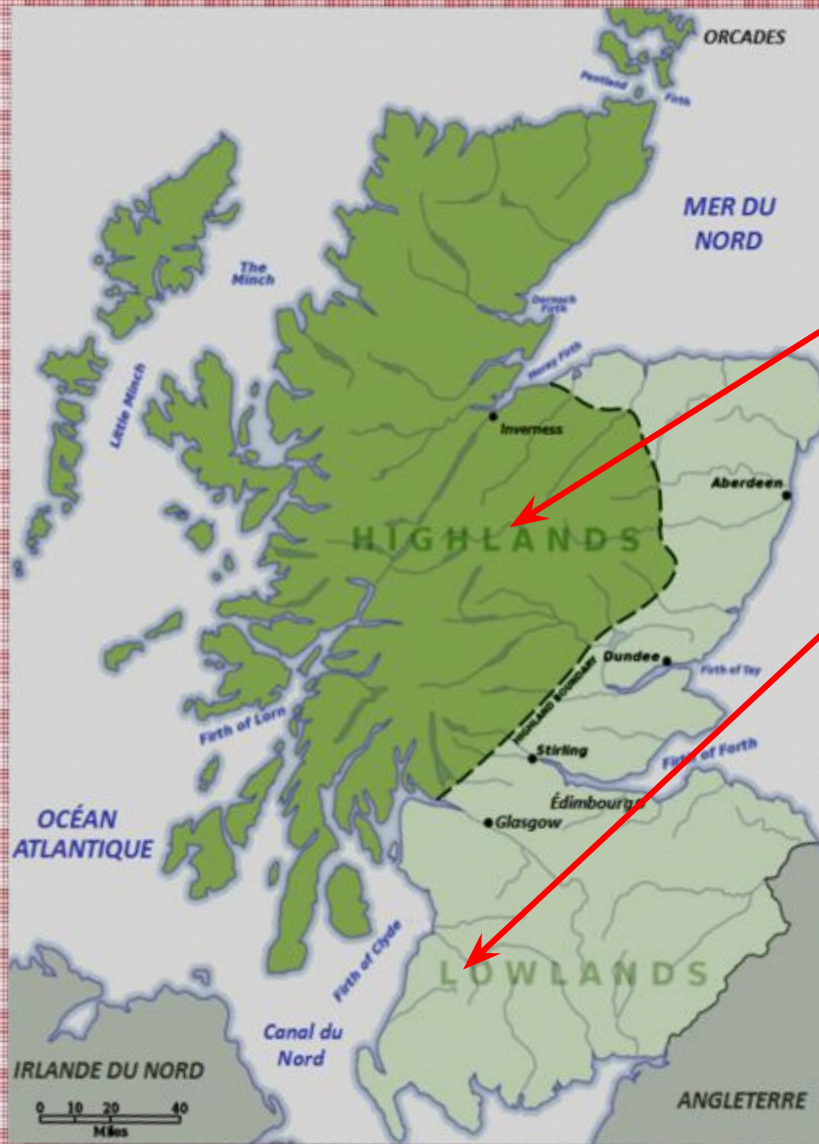 ORCADES
Pentland
Firth
MER DU
NORD
The
Minch
Dornoch
Firth
Little Minch
Moray Firth
Inverness
Aberdeen
HIGHLANDS
Dundee
Firth of Tay
HIGHLAND BOUNDARY
Firth of Lorn
Stirling
Firth of Forth
Édimbourg
Glasgow
OCÉAN
ATLANTIQUE
Firth of Clyde
LOWLANDS
Canal du
Nord
IRLANDE DU NORD
ANGLETERRE
0 10 20 40
Miles